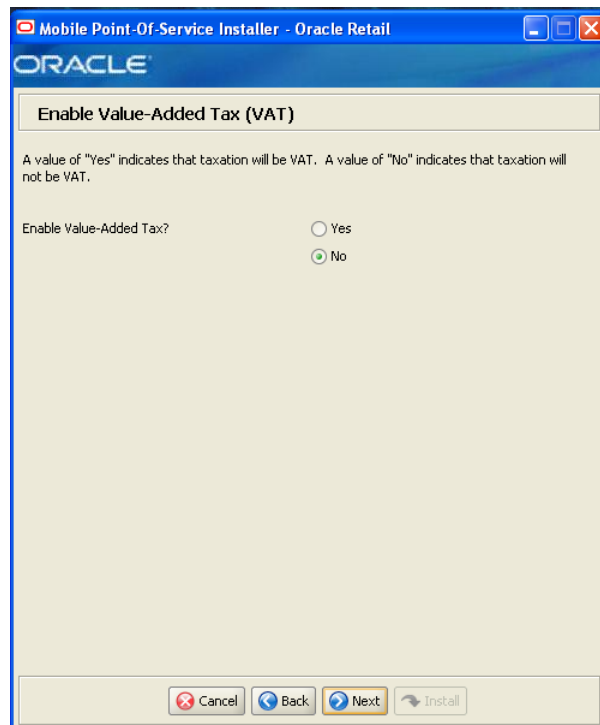 Mobile Point-Of-Service Installer - Oracle Retail
ORACLE
Enable Value-Added Tax (VAT)
A value of "Yes" indicates that taxation will be VAT.  A value of "No" indicates that taxation will
not be VAT.
Enable Value-Added Tax?
Yes
No
Cancel
Back
Next
Install